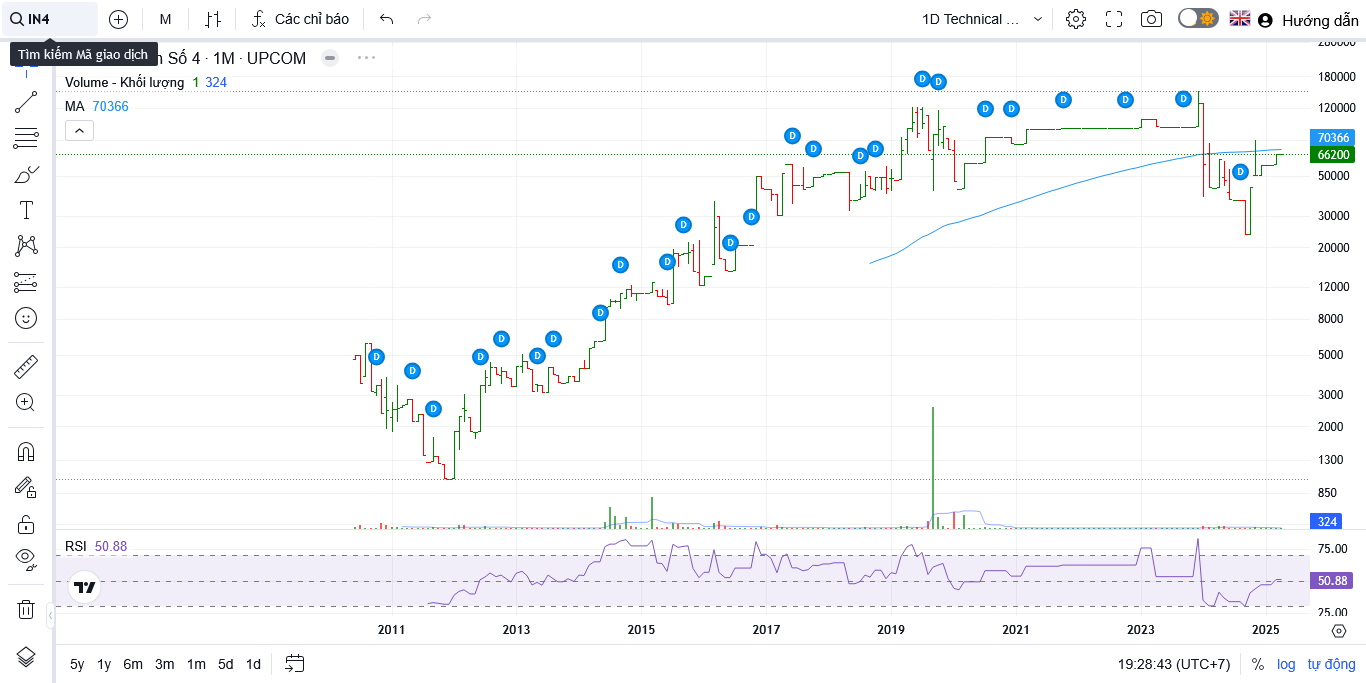 IN4 M Các chỉ báo 1D Technical ... Hướng dẫn
Tìm kiếm Mã giao dịch
n Số 4 · 1M · UPCOM
Volume - Khối lượng 1 324
MA 70366
280000
180000
120000
70366
66200
50000
30000
20000
12000
8000
5000
3000
2000
1300
850
324
D D D D D D D D D D D D D D D D D D D D D D D D D D D D
RSI 50.88
75.00
50.88
25.00
2011 2013 2015 2017 2019 2021 2023 2025
5y 1y 6m 3m 1m 5d 1d 19:28:43 (UTC+7) % log tự động